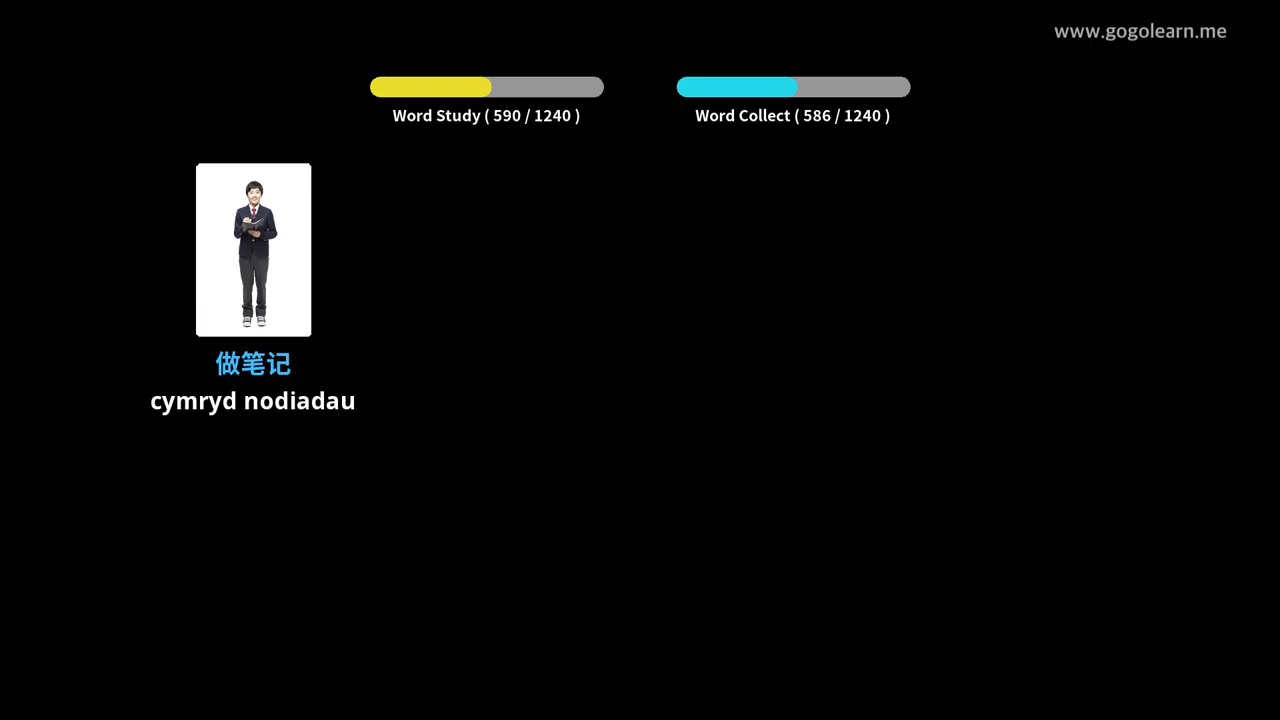 www.gogolearn.me
Word Study ( 590 / 1240 )
Word Collect ( 586 / 1240 )
做笔记
cymryd nodiadau